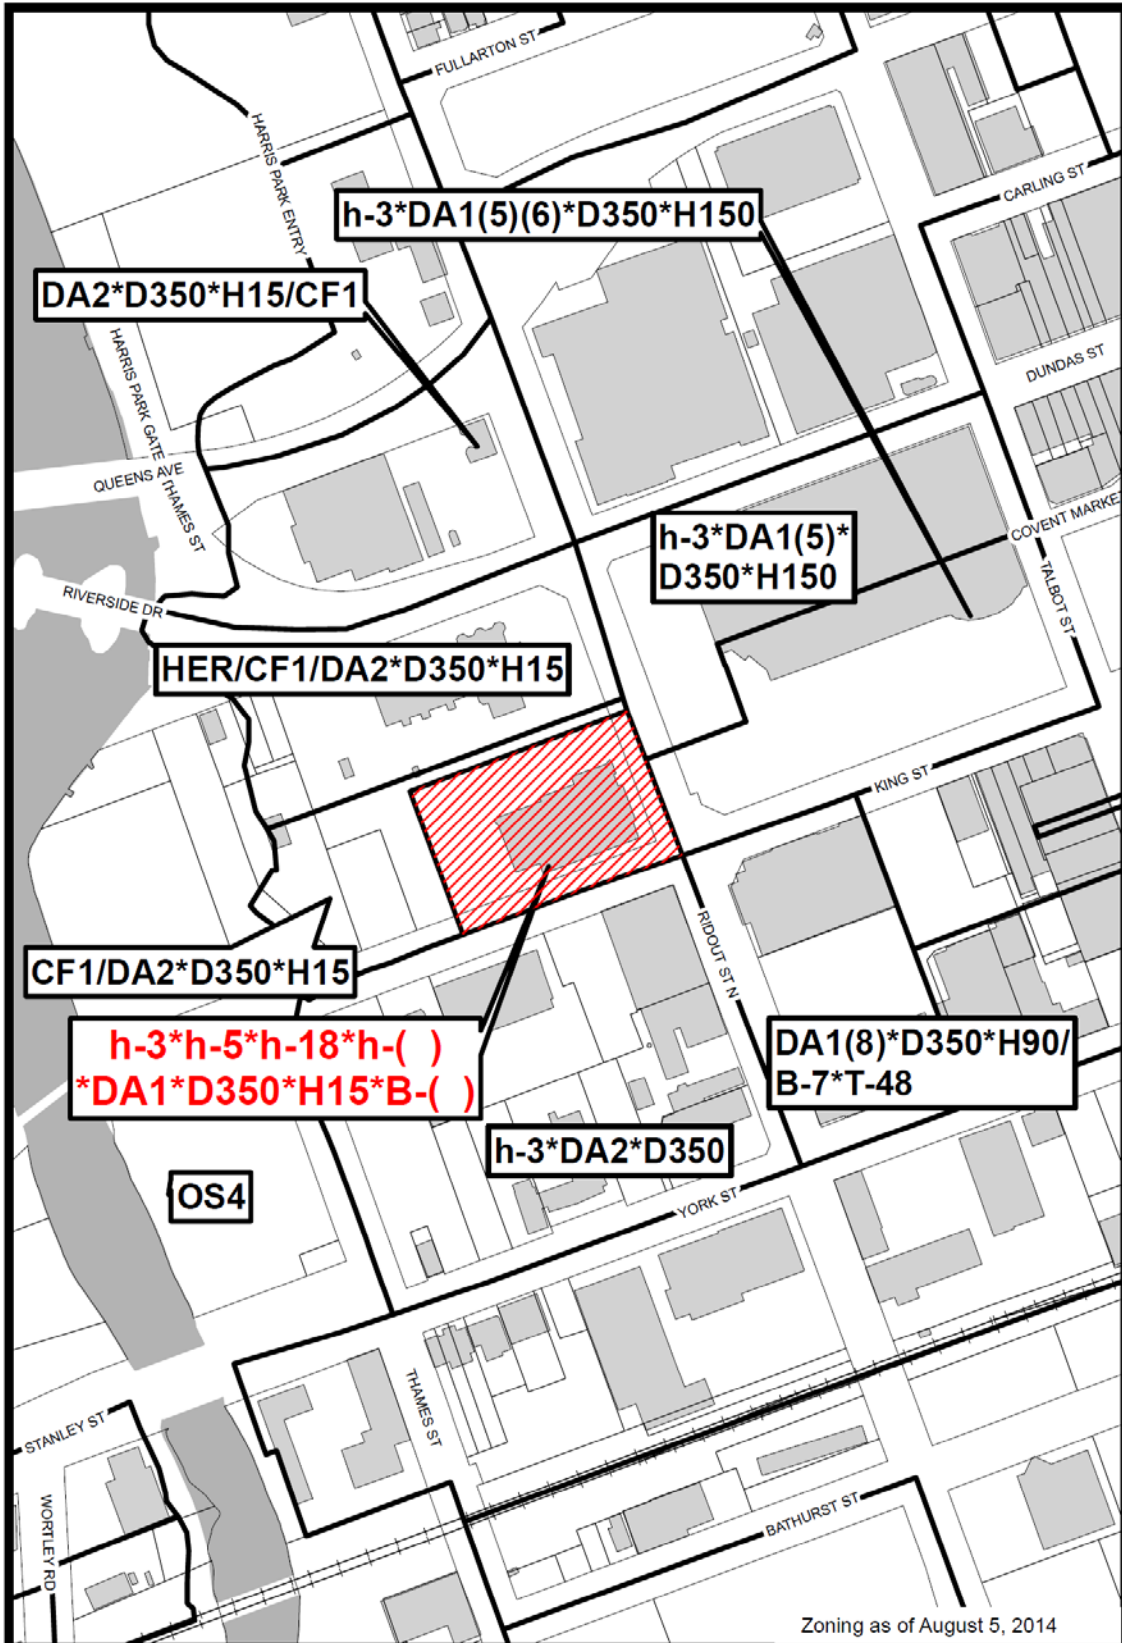 FULLARTON ST
HARRIS PARK ENTRY
CARLING ST
h-3*DA1(5)(6)*D350*H150
DA2*D350*H15/CF1
DUNDAS ST
HARRIS PARK GATE
QUEENS AVE
THAMES ST
COVENT MARKE
h-3*DA1(5)*
D350*H150
RIVERSIDE DR
TALBOT ST
HER/CF1/DA2*D350*H15
KING ST
RIDOUT ST N
CF1/DA2*D350*H15
h-3*h-5*h-18*h-( )
*DA1*D350*H15*B-( )
DA1(8)*D350*H90/
B-7*T-48
h-3*DA2*D350
OS4
YORK ST
THAMES ST
STANLEY ST
WORTLEY RD
BATHURST ST
Zoning as of August 5, 2014